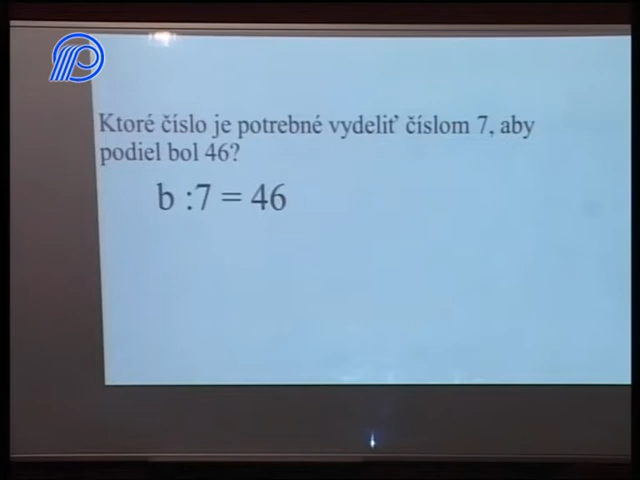 Ktoré číslo je potrebné vydeliť číslom 7, aby
podiel bol 46?
b :7 = 46